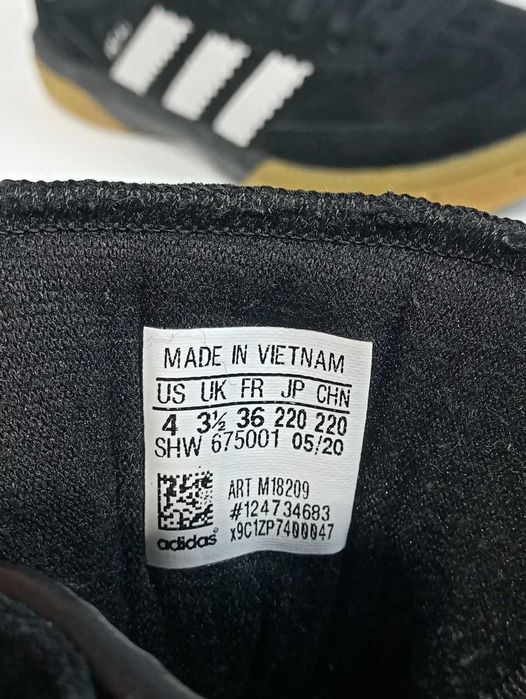 MADE IN VIETNAM
US UK FR JP CHN
4 3½ 36 220 220
SHW 675001 05/20
ART M18209
#124734683
x9C1ZP7400047
adidas